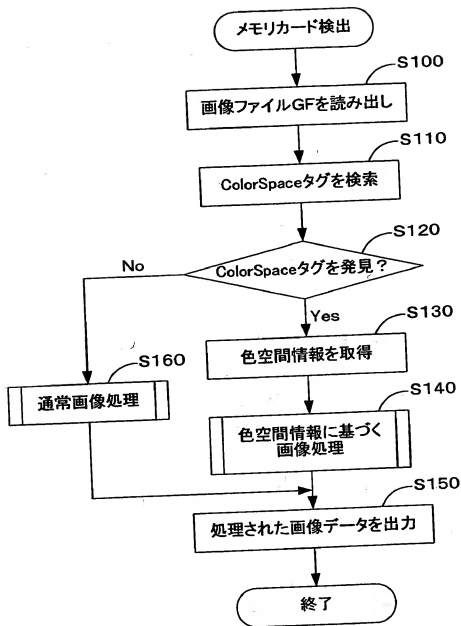 メモリカード検出
S100
画像ファイルGFを読み出し
S110
ColorSpaceタグを検索
S120
ColorSpaceタグを発見？
No
Yes
S130
色空間情報を取得
S160
通常画像処理
S140
色空間情報に基づく
画像処理
S150
処理された画像データを出力
終了